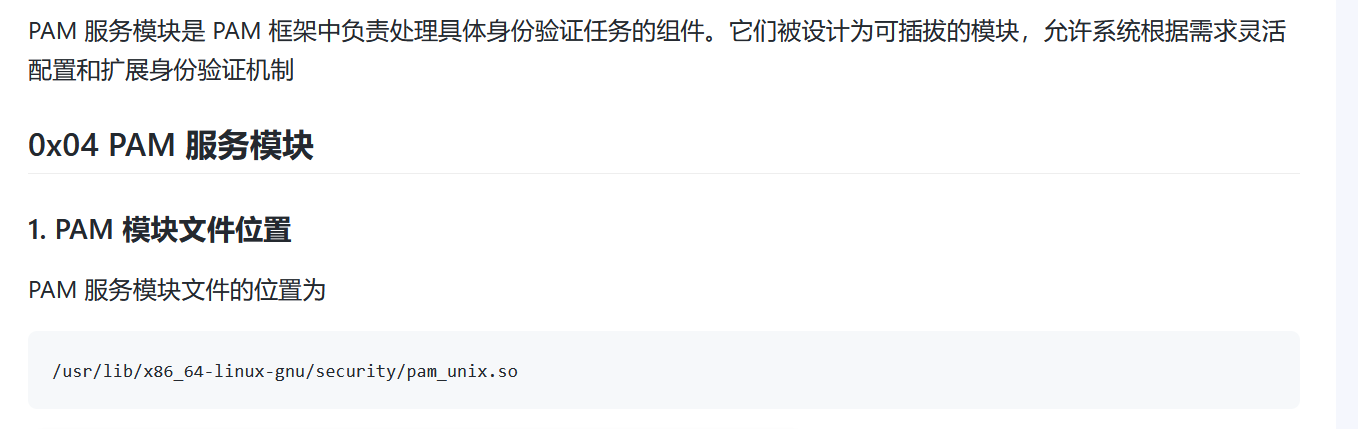 PAM 服务模块是 PAM 框架中负责处理具体身份验证任务的组件。它们被设计为可插拔的模块，允许系统根据需求灵活
配置和扩展身份验证机制
0x04 PAM 服务模块
1. PAM 模块文件位置
PAM 服务模块文件的位置为
/usr/lib/x86_64-linux-gnu/security/pam_unix.so